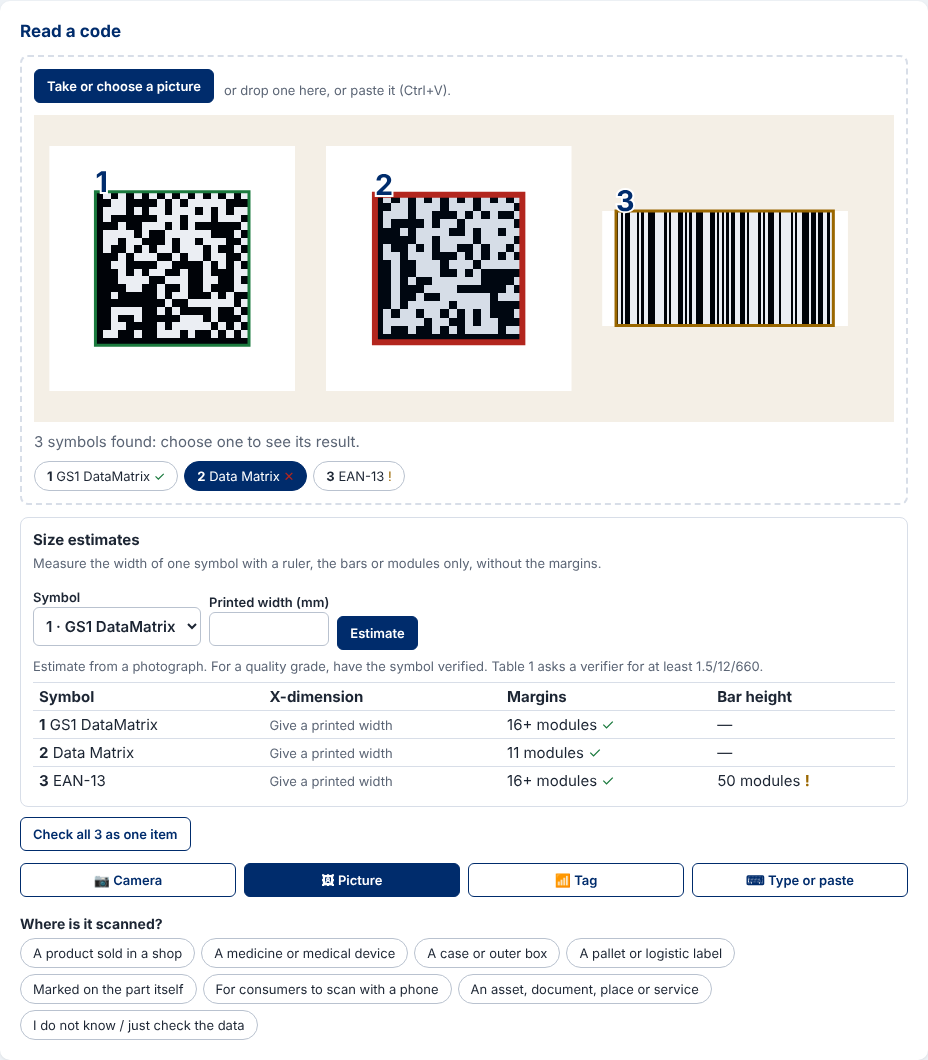 Read a code
Take or choose a picture or drop one here, or paste it (Ctrl+V).
1
2
3
3 symbols found: choose one to see its result.
1 GS1 DataMatrix ✓ 2 Data Matrix × 3 EAN-13 !
Size estimates
Measure the width of one symbol with a ruler, the bars or modules only, without the margins.
Symbol
Printed width (mm)
1 · GS1 DataMatrix
Estimate
Estimate from a photograph. For a quality grade, have the symbol verified. Table 1 asks a verifier for at least 1.5/12/660.
Symbol X-dimension Margins Bar height
1 GS1 DataMatrix Give a printed width 16+ modules ✓ —
2 Data Matrix Give a printed width 11 modules ✓ —
3 EAN-13 Give a printed width 16+ modules ✓ 50 modules !
Check all 3 as one item
Camera Picture Tag Type or paste
Where is it scanned?
A product sold in a shop A medicine or medical device A case or outer box A pallet or logistic label
Marked on the part itself For consumers to scan with a phone An asset, document, place or service
I do not know / just check the data